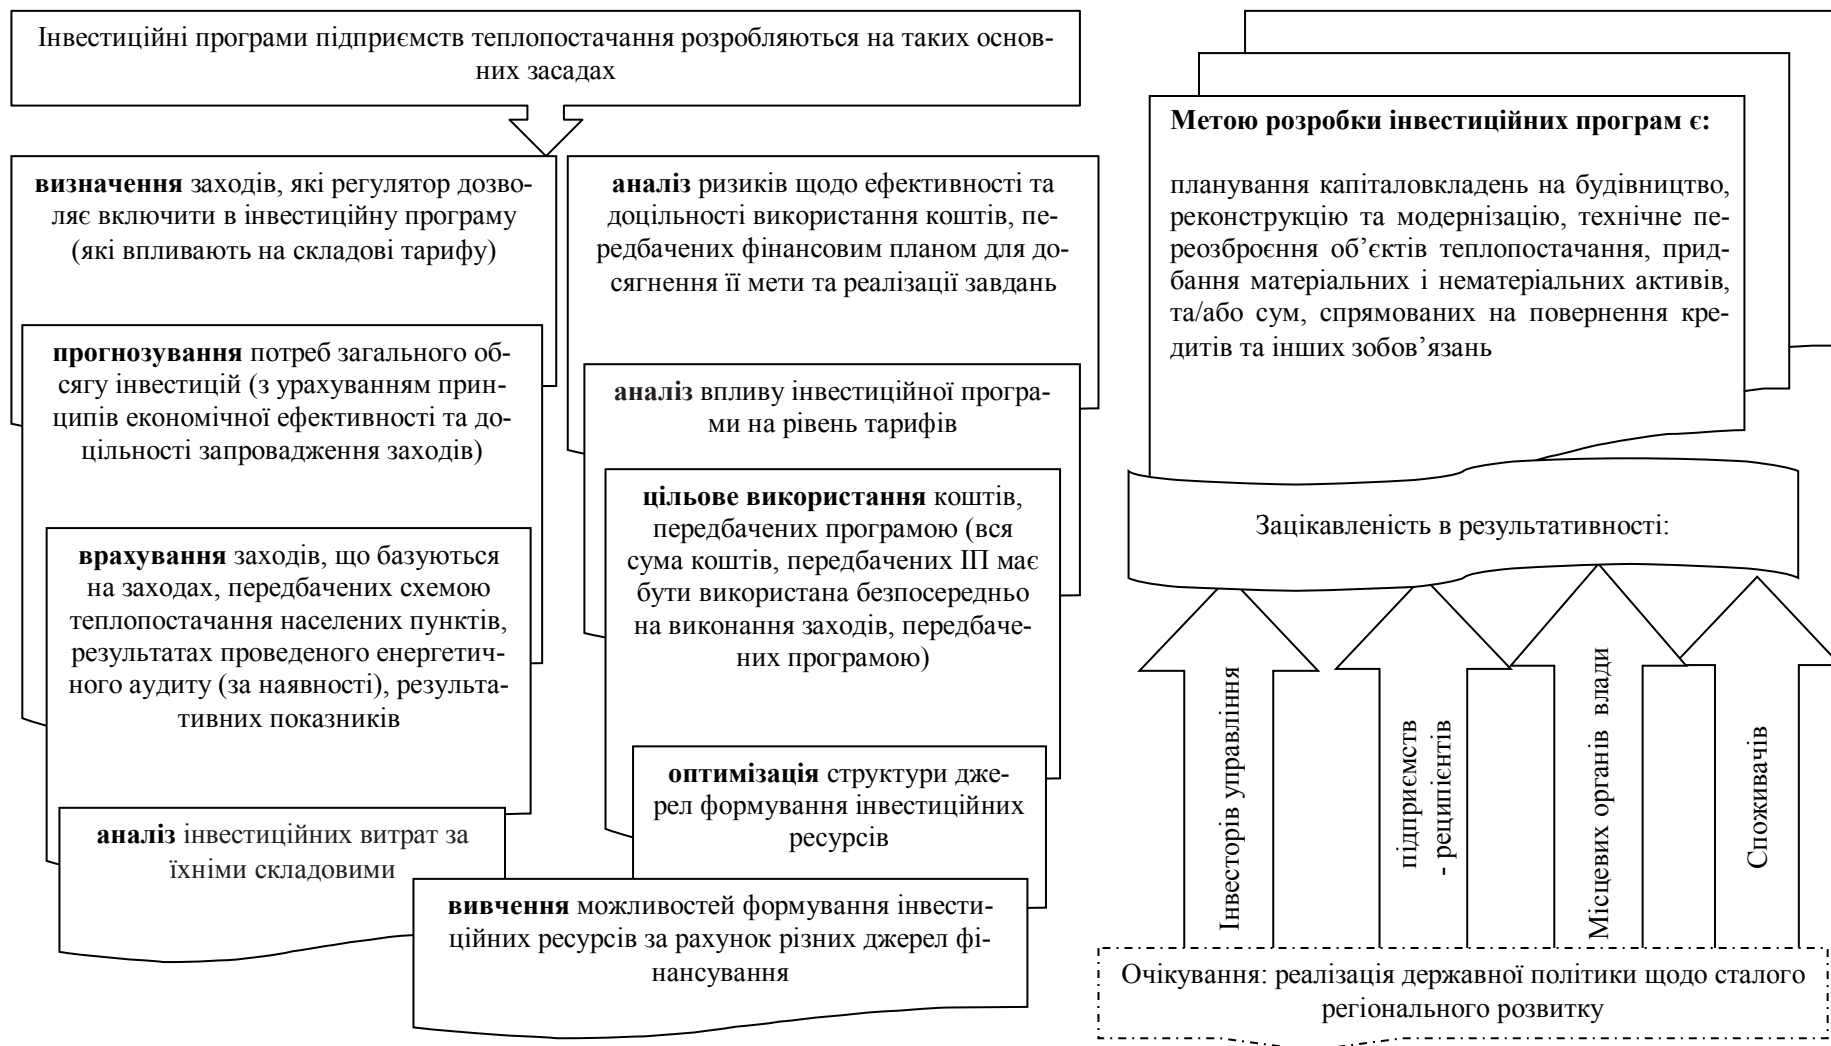 Інвестиційні програми підприємств теплопостачання розробляються на таких основ-
них засадах
визначення заходів, які регулятор дозво-
ляє включити в інвестиційну програму
(які впливають на складові тарифу)
прогнозування потреб загального об-
сягу інвестицій (з урахуванням прин-
ципів економічної ефективності та до-
цільності запровадження заходів)
врахування заходів, що базуються
на заходах, передбачених схемою
теплопостачання населених пунктів,
результатах проведеного енергетич-
ного аудиту (за наявності), результа-
тивних показників
аналіз інвестиційних витрат за
їхніми складовими
аналіз ризиків щодо ефективності та
доцільності використання коштів, пе-
редбачених фінансовим планом для до-
сягнення її мети та реалізації завдань
аналіз впливу інвестиційної програ-
ми на рівень тарифів
цільове використання коштів,
передбачених програмою (вся
сума коштів, передбачених ІП має
бути використана безпосередньо
на виконання заходів, передбаче-
них програмою)
оптимізація структури дже-
рел формування інвестиційних
ресурсів
вивчення можливостей формування інвести-
ційних ресурсів за рахунок різних джерел фі-
нансування
Метою розробки інвестиційних програм є:
планування капіталовкладень на будівництво,
реконструкцію та модернізацію, технічне пе-
реозброєння об’єктів теплопостачання, прид-
бання матеріальних і нематеріальних активів,
та/або сум, спрямованих на повернення кре-
дитів та інших зобов’язань
Зацікавленість в результативності:
Інвесторів управління
підприємств
- реципієнтів
Місцевих органів влади
Споживачів
Очікування: реалізація державної політики щодо сталого
регіонального розвитку